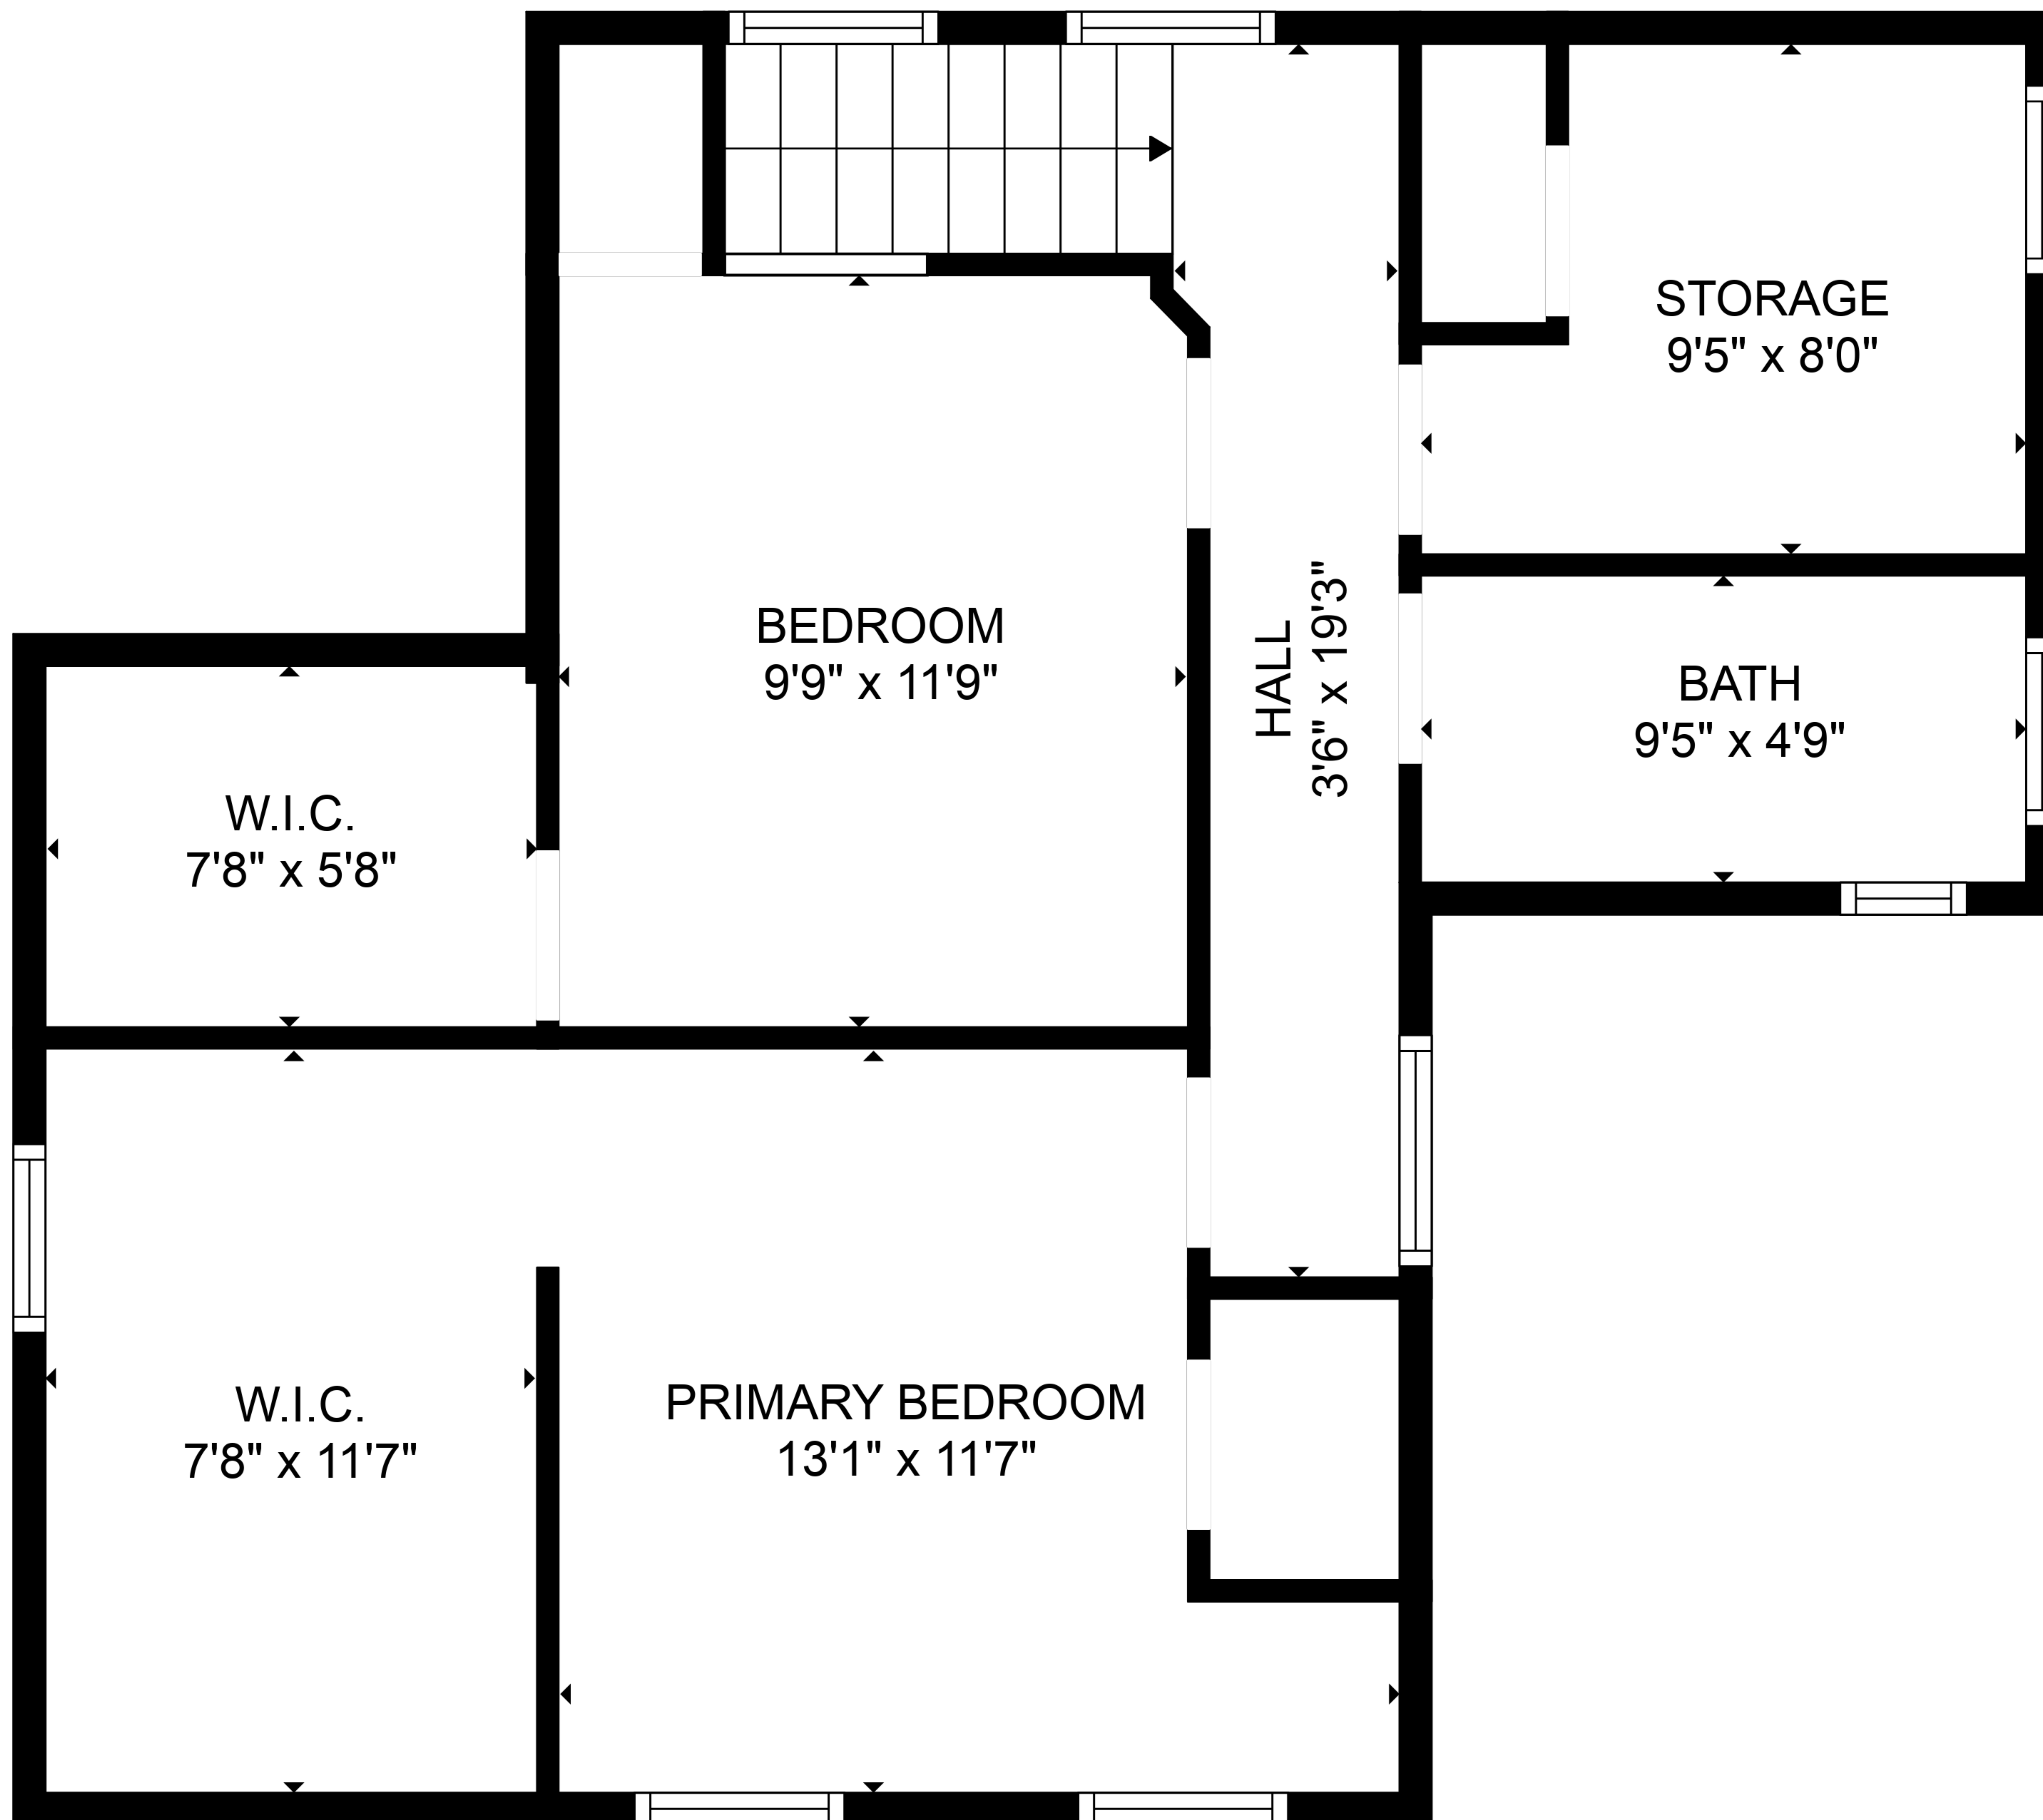 STORAGE
9'5" x 8'0"
BEDROOM
9'9" x 11'9"
HALL
3'6" x 19'3"
BATH
9'5" x 4'9"
W.I.C.
7'8" x 5'8"
W.I.C.
7'8" x 11'7"
PRIMARY BEDROOM
13'1" x 11'7"